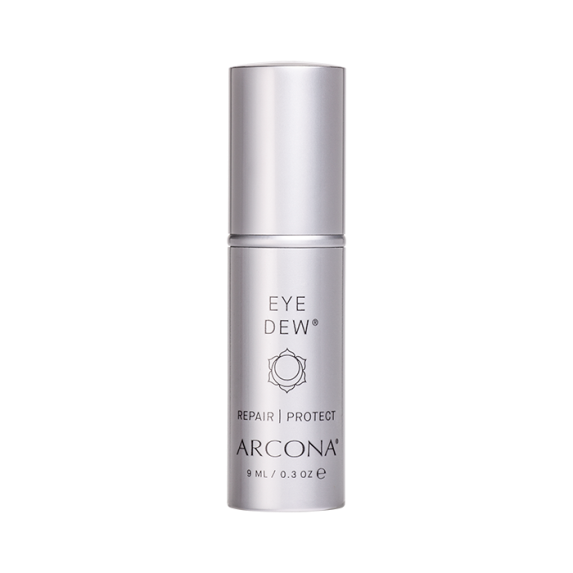 EYE
DEW®
REPAIR | PROTECT
ARCONA®
9 ML / 0.3 OZ ℮